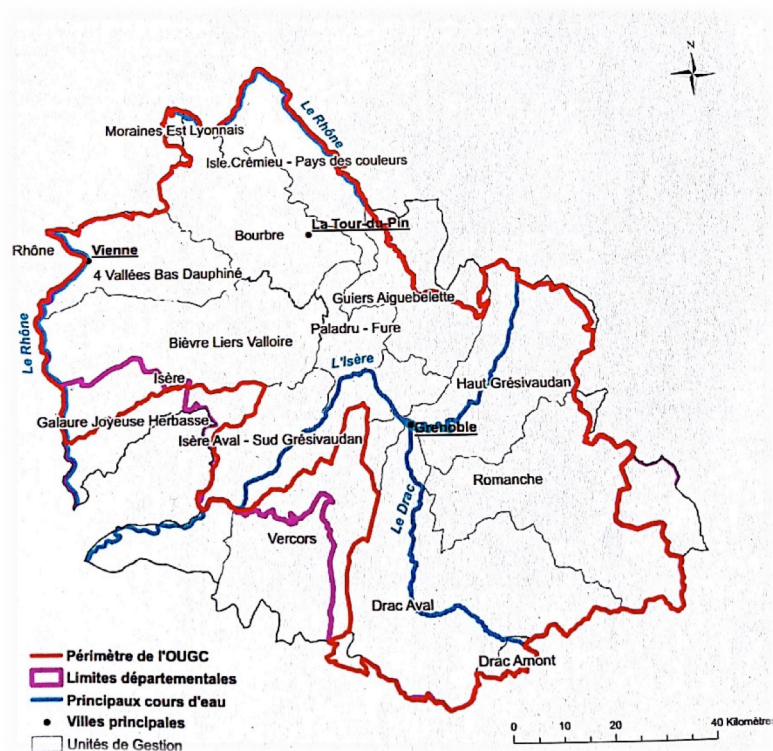 N
Le Rhône
Moraines Est Lyonnais
Isle.Crémieu - Pays des couleurs
La Tour-du-Pin
Bourbre
Rhône
Vienne
4 Vallées Bas Dauphiné
Guiers Aiguebelette
Paladru - Fure
Bièvre Liers Valloire
Le Rhône
L'Isère
Isère
Haut Grésivaudan
Galaure Joyeuse Herbasse
Isère Aval - Sud Grésivaudan
Grenoble
Romanche
Le Drac
Vercors
Drac Aval
Drac Amont
Périmètre de l'OUGC
Limites départementales
Principaux cours d'eau
Villes principales
Unités de Gestion
0 10 20 40 Kilomètres